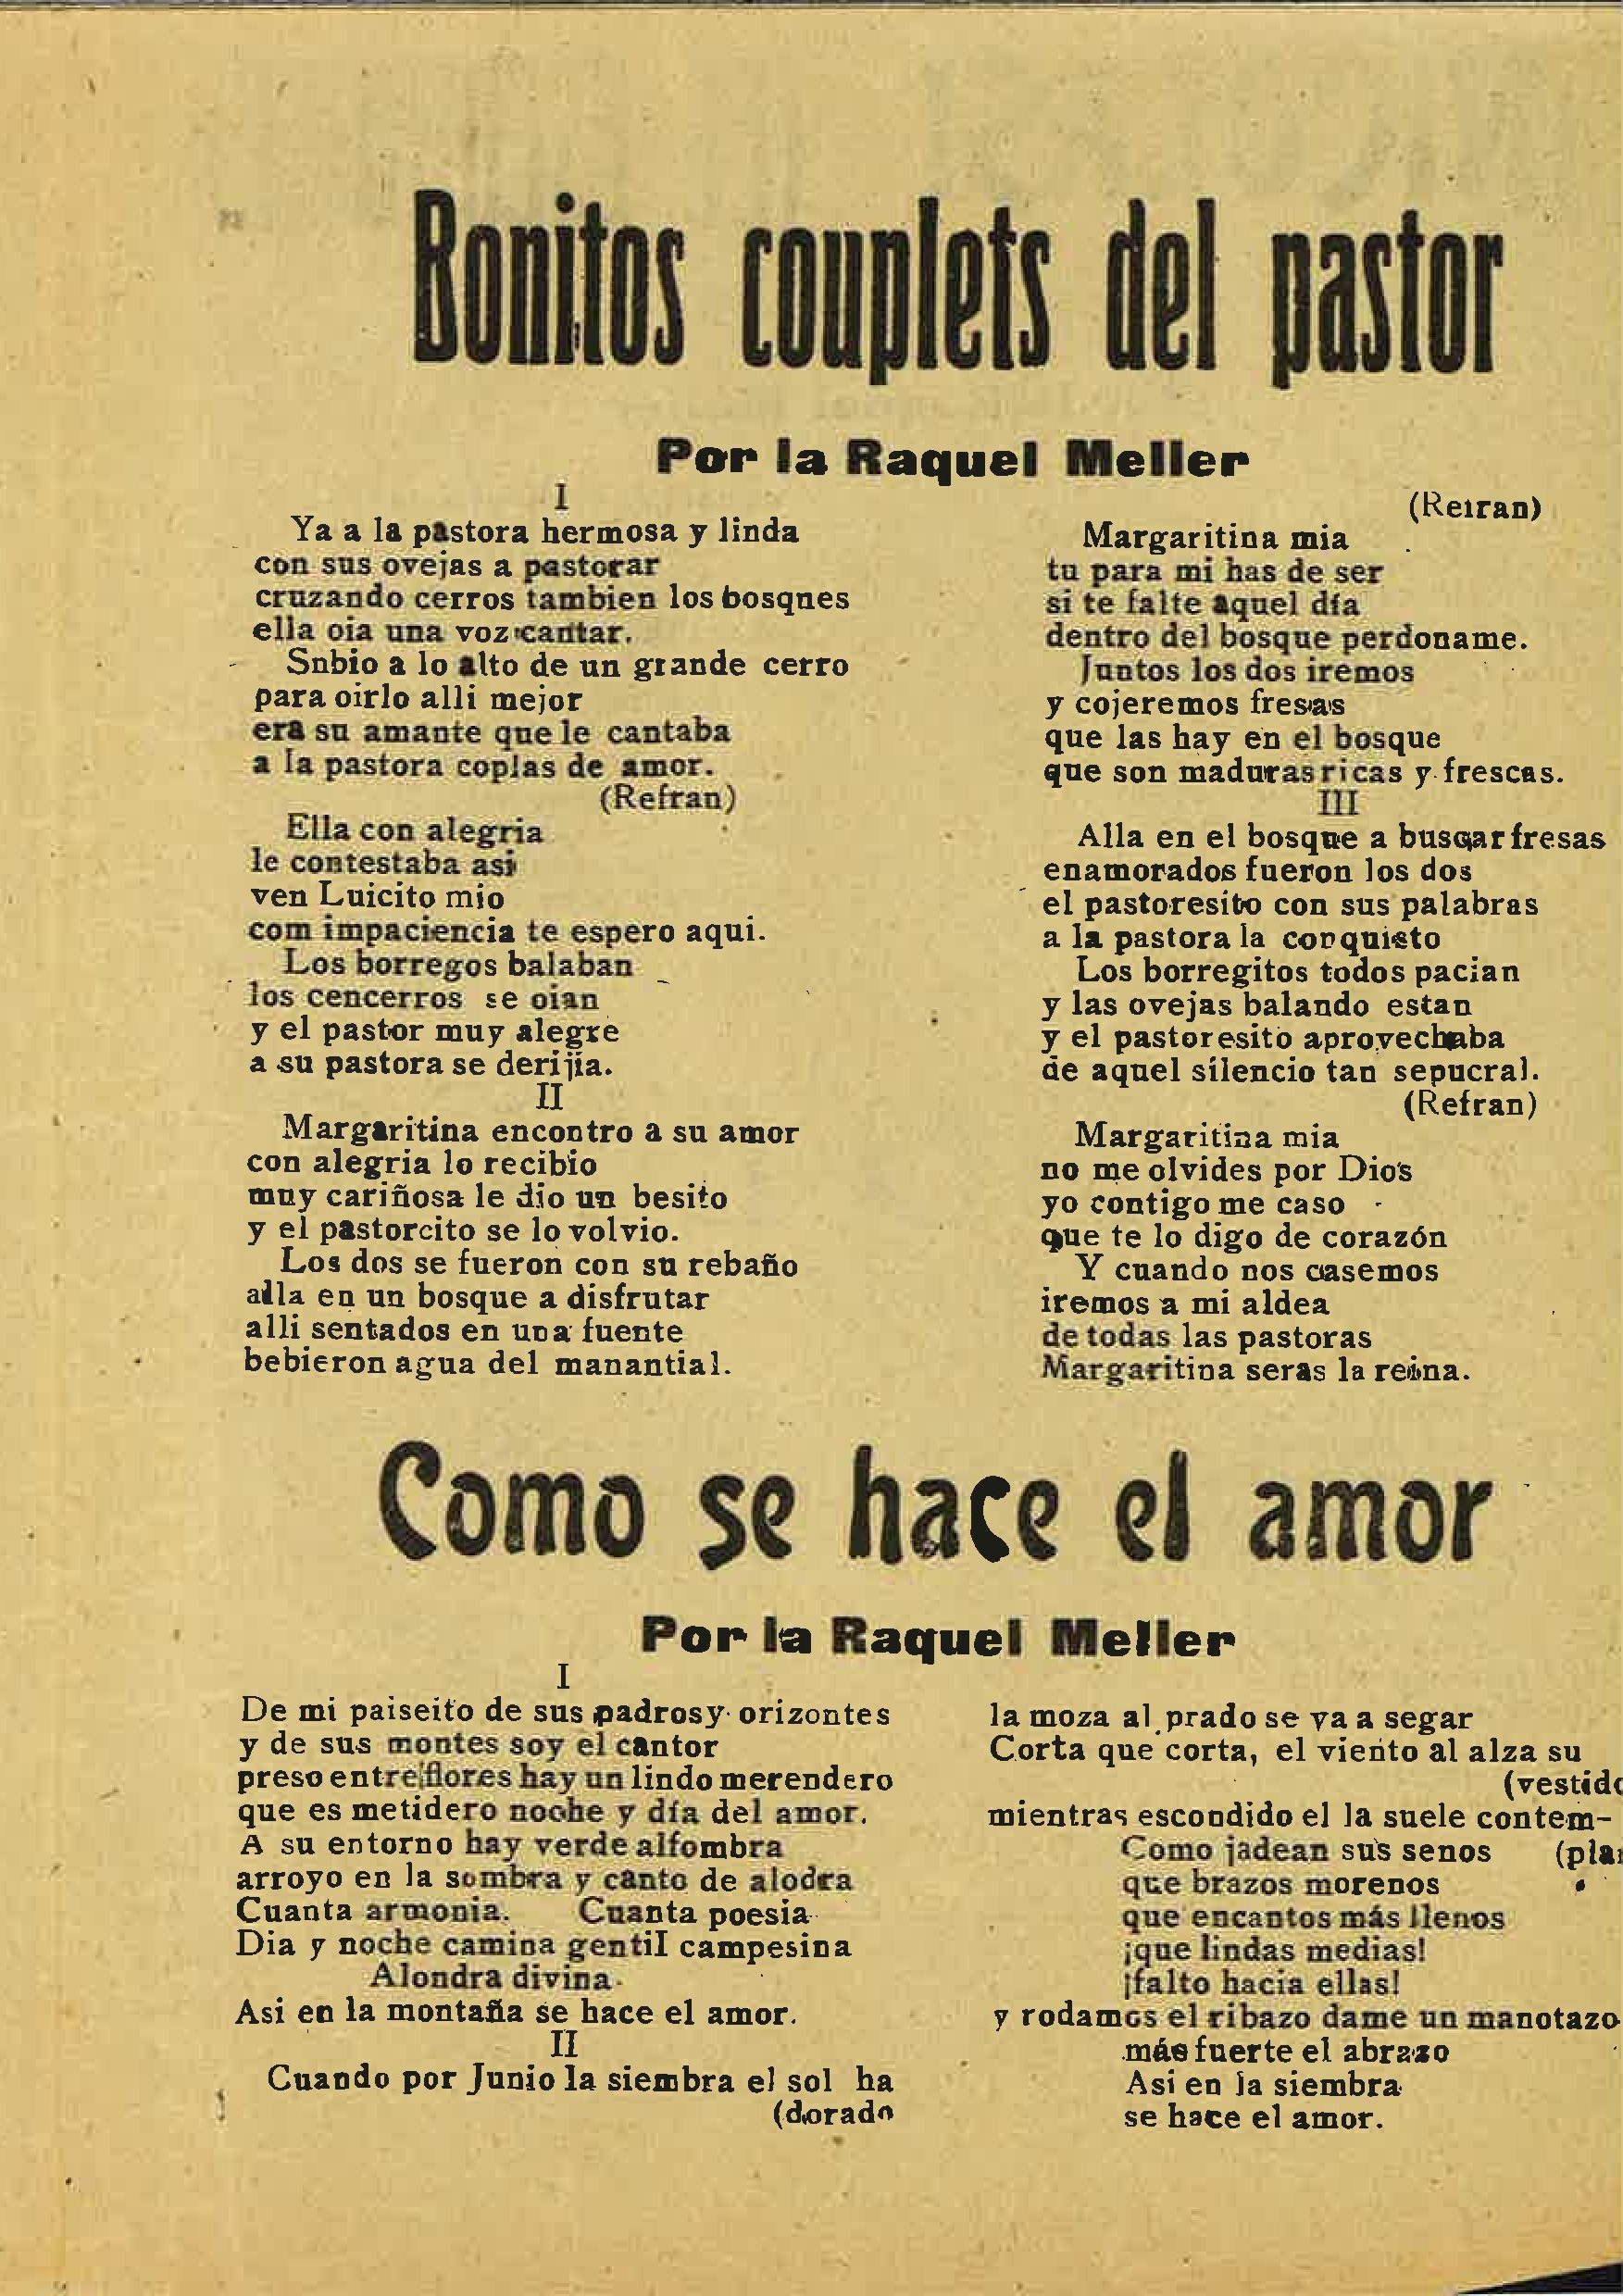 Bonitos couplets del pastor
Por la Raquel Meller
I
Ya a la pastora hermosa y linda
con sus ovejas a pastorar
cruzando cerros tambien los bosques
ella oia una voz cantar.
Snbio a lo alto de un grande cerro
para oirlo alli mejor
era su amante que le cantaba
a la pastora coplas de amor.
(Refran)
Ella con alegria
le contestaba asi
ven Luicito mio
com impaciencia te espero aqui.
Los borregos balaban
los cencerros se oian
y el pastor muy alegre
a su pastora se derijia.
II
Margaritina encontro a su amor
con alegria lo recibio
muy cariñosa le dio un besito
y el pastorcito se lo volvio.
Los dos se fueron con su rebaño
alla en un bosque a disfrutar
alli sentados en una fuente
bebieron agua del manantial.
(Refran)
Margaritina mia
tu para mi has de ser
si te falte aquel día
dentro del bosque perdoname.
Juntos los dos iremos
y cojeremos fresas
que las hay en el bosque
que son maduras ricas y frescas.
III
Alla en el bosque a busqar fresas
enamorados fueron los dos
el pastoresito con sus palabras
a la pastora la conquisto
Los borregitos todos pacian
y las ovejas balando estan
y el pastoresito aprovechaba
de aquel silencio tan sepucral.
(Refran)
Margaritina mia
no me olvides por Dios
yo contigo me caso
que te lo digo de corazón
Y cuando nos casemos
iremos a mi aldea
de todas las pastoras
Margaritina seras la reina.
Como se hace el amor
Por la Raquel Meller
I
De mi paiseito de sus padros y orizontes
y de sus montes soy el cantor
preso entre flores hay un lindo merendero
que es metidero noche y día del amor.
A su entorno hay verde alfombra
arroyo en la sombra y canto de alodra
Cuanta armonia. Cuanta poesia
Dia y noche camina gentil campesina
Alondra divina
Asi en la montaña se hace el amor.
II
Cuando por Junio la siembra el sol ha
(dorado
la moza al prado se va a segar
Corta que corta, el viento al alza su
(vestido
mientras escondido el la suele contem-
Como jadean sus senos (plar
que brazos morenos
que encantos más llenos
¡que lindas medias!
¡falto hacia ellas!
y rodamos el ribazo dame un manotazo
más fuerte el abrazo
Asi en la siembra
se hace el amor.